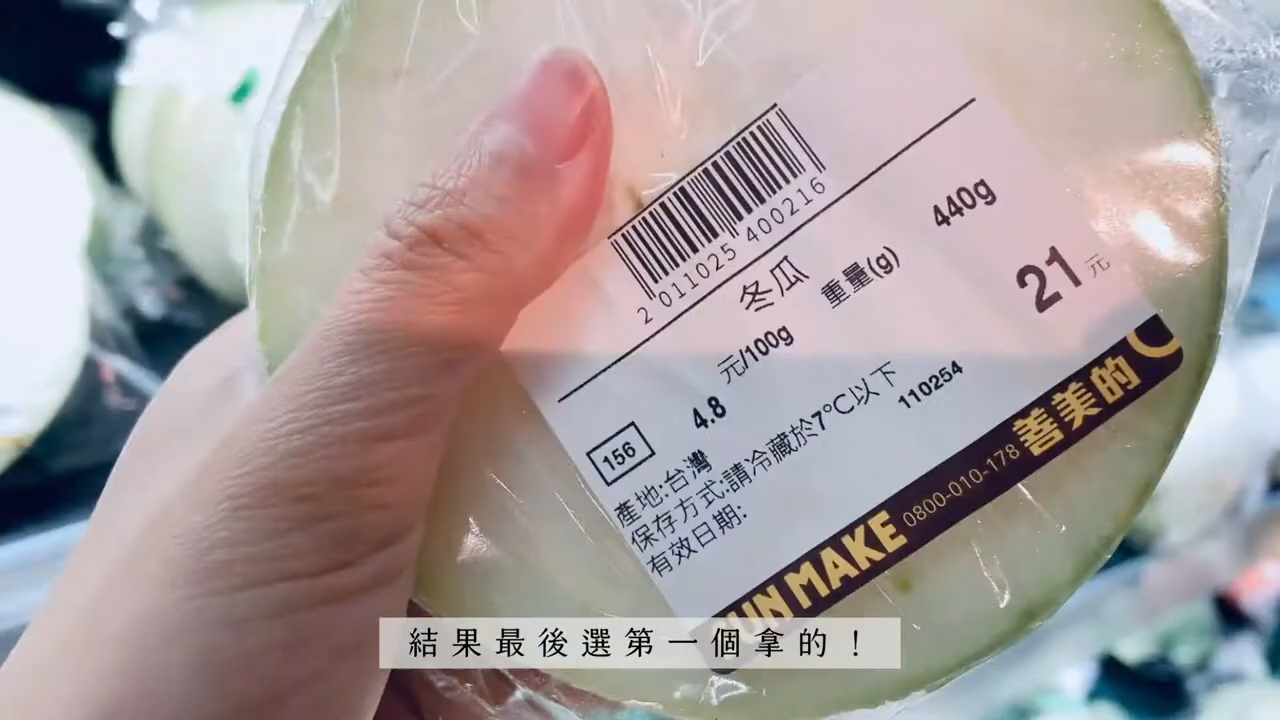 2 011025 400216
冬瓜 重量(g) 440g
4.8 元/100g 21元
156
產地:台灣
保存方式:請冷藏於7°C以下 110254
有效日期:
UN MAKE 0800-010-178 善美的
結果最後選第一個拿的！